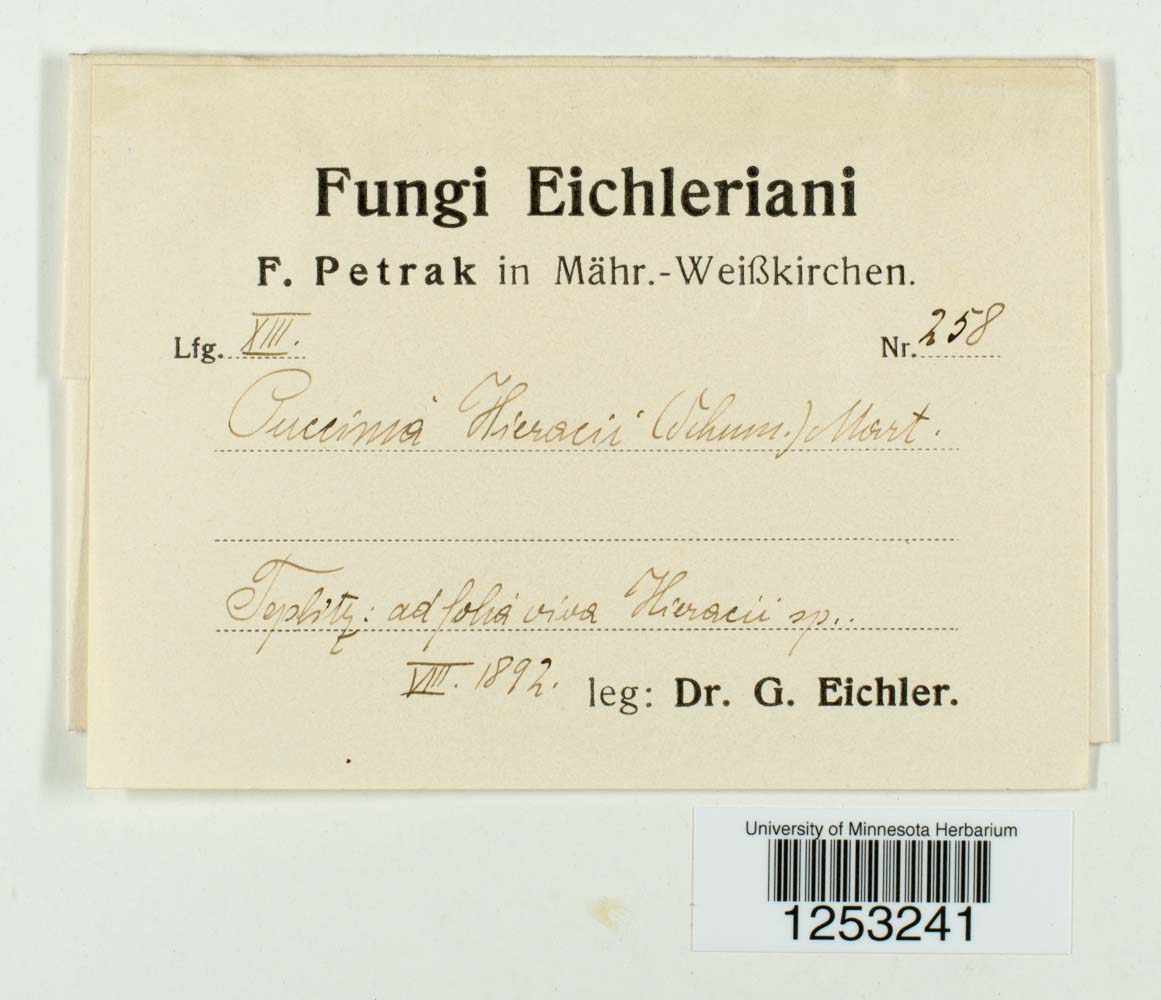 Fungi Eichleriani
F. Petrak in Mähr.-Weißkirchen.
Lfg. XIII. Nr. 258
Puccinia Hieracii (Schum.) Mart.
Teplitz: ad folia viva Hieracii sp..
VIII. 1892. leg: Dr. G. Eichler.
University of Minnesota Herbarium
1253241